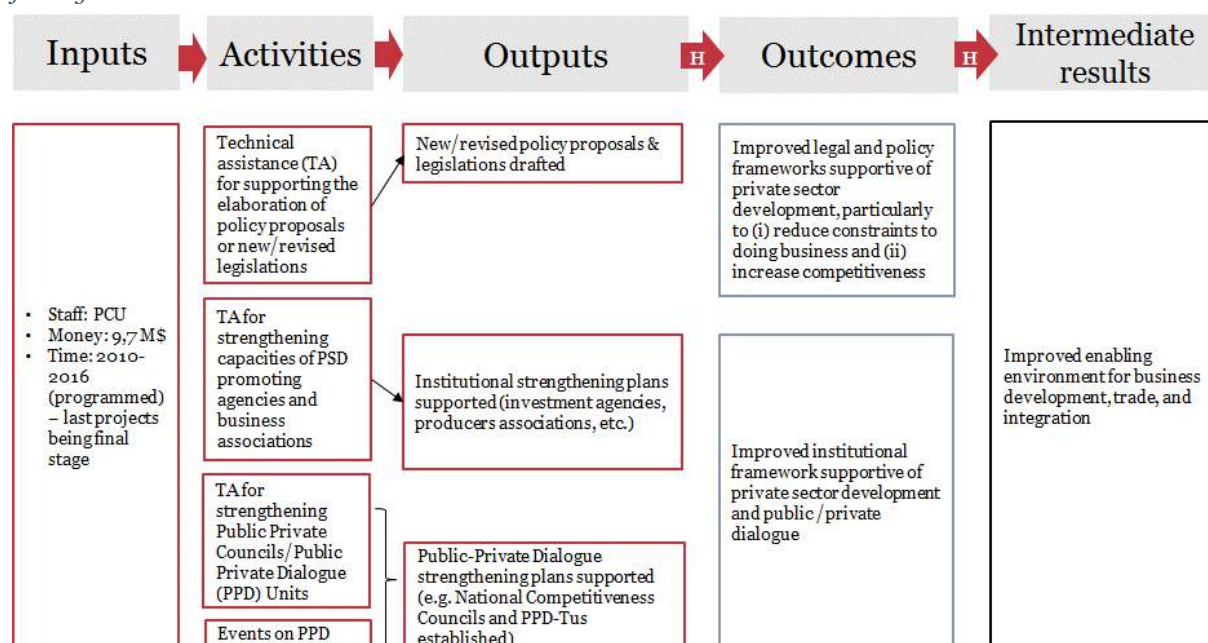 Inputs
Activities
Outputs
H
Outcomes
H
Intermediate
results
• Staff: PCU
• Money: 9,7 M$
• Time: 2010-
2016
(programmed)
– last projects
being final
stage
Technical
assistance (TA)
for supporting the
elaboration of
policy proposals
or new/revised
legislations
TA for
strengthening
capacities of PSD
promoting
agencies and
business
associations
TA for
strengthening
Public Private
Councils/Public
Private Dialogue
(PPD) Units
Events on PPD
New/revised policy proposals &
legislations drafted
Institutional strengthening plans
supported (investment agencies,
producers associations, etc.)
Public-Private Dialogue
strengthening plans supported
(e.g. National Competitiveness
Councils and PPD-Tus
established)
Improved legal and policy
frameworks supportive of
private sector
development, particularly
to (i) reduce constraints to
doing business and (ii)
increase competitiveness
Improved institutional
framework supportive of
private sector development
and public / private
dialogue
Improved enabling
environment for business
development, trade, and
integration